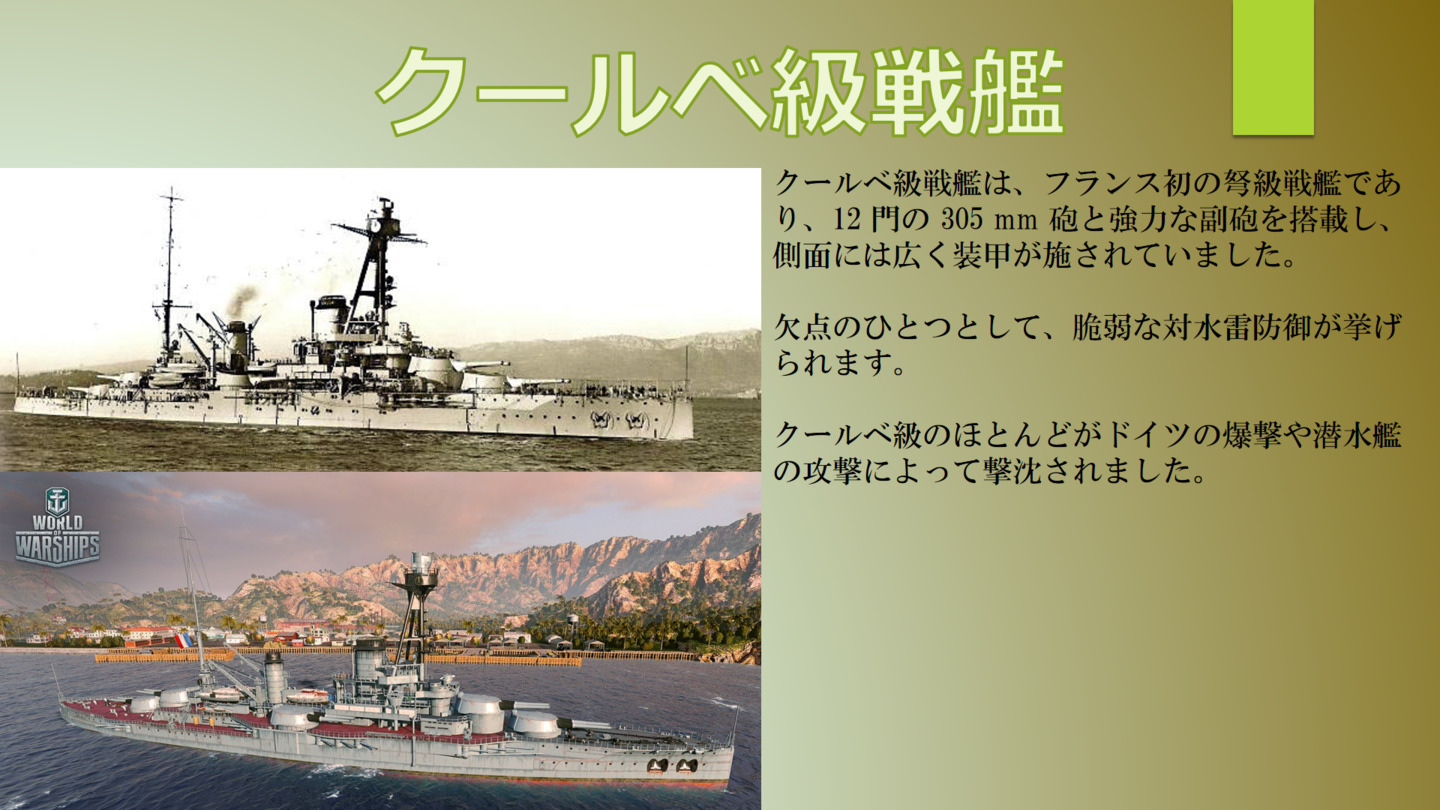 クールベ級戦艦
クールベ級戦艦は、フランス初の弩級戦艦であ
り、12 門の 305 mm 砲と強力な副砲を搭載し、
側面には広く装甲が施されていました。
欠点のひとつとして、脆弱な対水雷防御が挙げ
られます。
クールベ級のほとんどがドイツの爆撃や潜水艦
の攻撃によって撃沈されました。
WORLD
OF
WARSHIPS